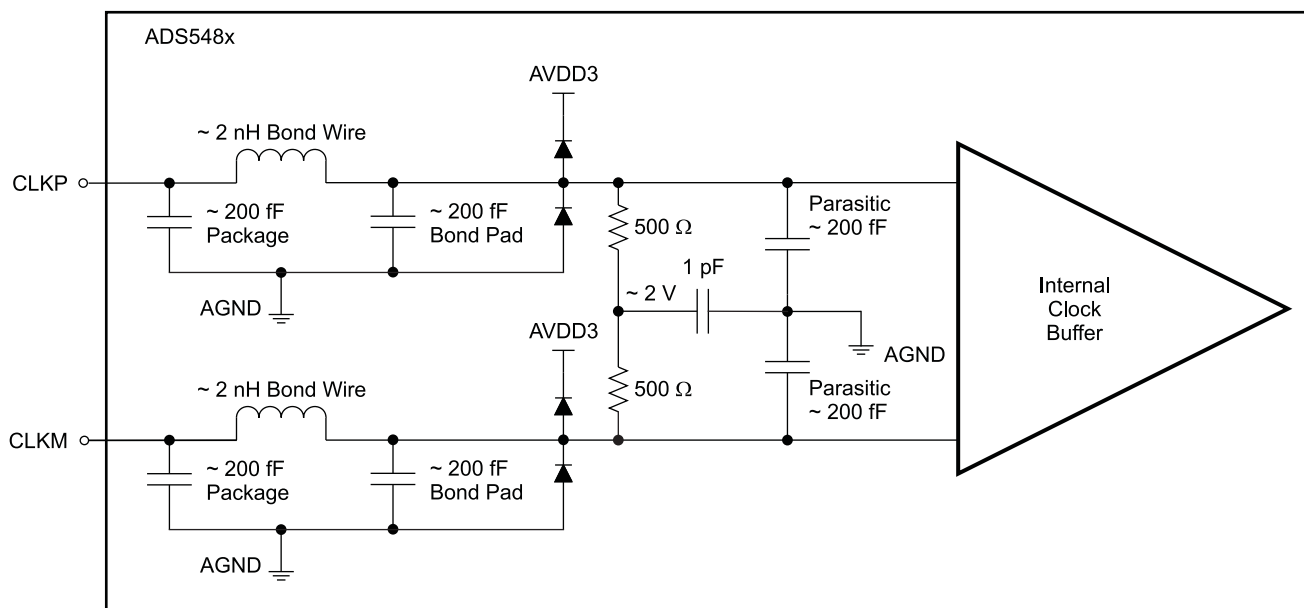 ADS548x
AVDD3
~ 2 nH Bond Wire
CLKP
~ 200 fF
Package
~ 200 fF
Bond Pad
500 Ω
Parasitic
~ 200 fF
1 pF
~ 2 V
AGND
Internal
Clock
Buffer
AVDD3
AGND
~ 2 nH Bond Wire
500 Ω
Parasitic
~ 200 fF
CLKM
~ 200 fF
Package
~ 200 fF
Bond Pad
AGND